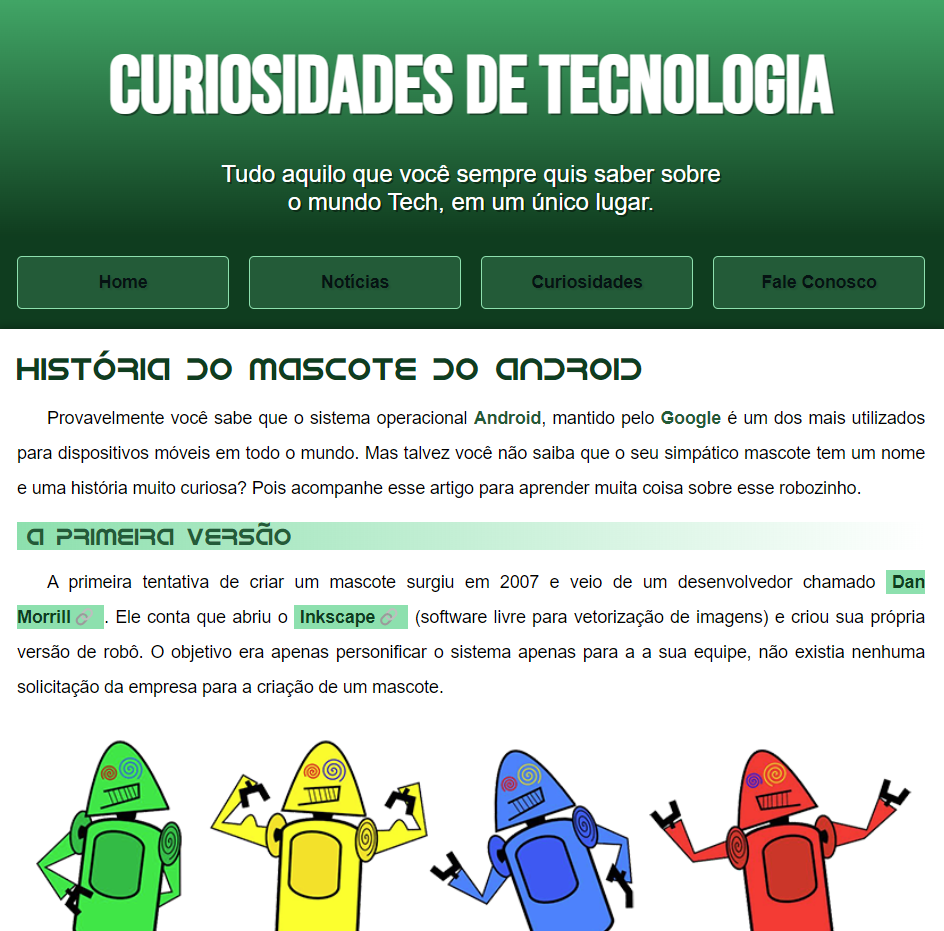 CURIOSIDADES DE TECNOLOGIA
Tudo aquilo que você sempre quis saber sobre
o mundo Tech, em um único lugar.
Home
Notícias
Curiosidades
Fale Conosco
HISTÓRIA DO MASCOTE DO ANDROID
Provavelmente você sabe que o sistema operacional Android, mantido pelo Google é um dos mais utilizados
para dispositivos móveis em todo o mundo. Mas talvez você não saiba que o seu simpático mascote tem um nome
e uma história muito curiosa? Pois acompanhe esse artigo para aprender muita coisa sobre esse robozinho.
A PRIMEIRA VERSÃO
A primeira tentativa de criar um mascote surgiu em 2007 e veio de um desenvolvedor chamado Dan
Morrill. Ele conta que abriu o Inkscape (software livre para vetorização de imagens) e criou sua própria
versão de robô. O objetivo era apenas personificar o sistema apenas para a a sua equipe, não existia nenhuma
solicitação da empresa para a criação de um mascote.